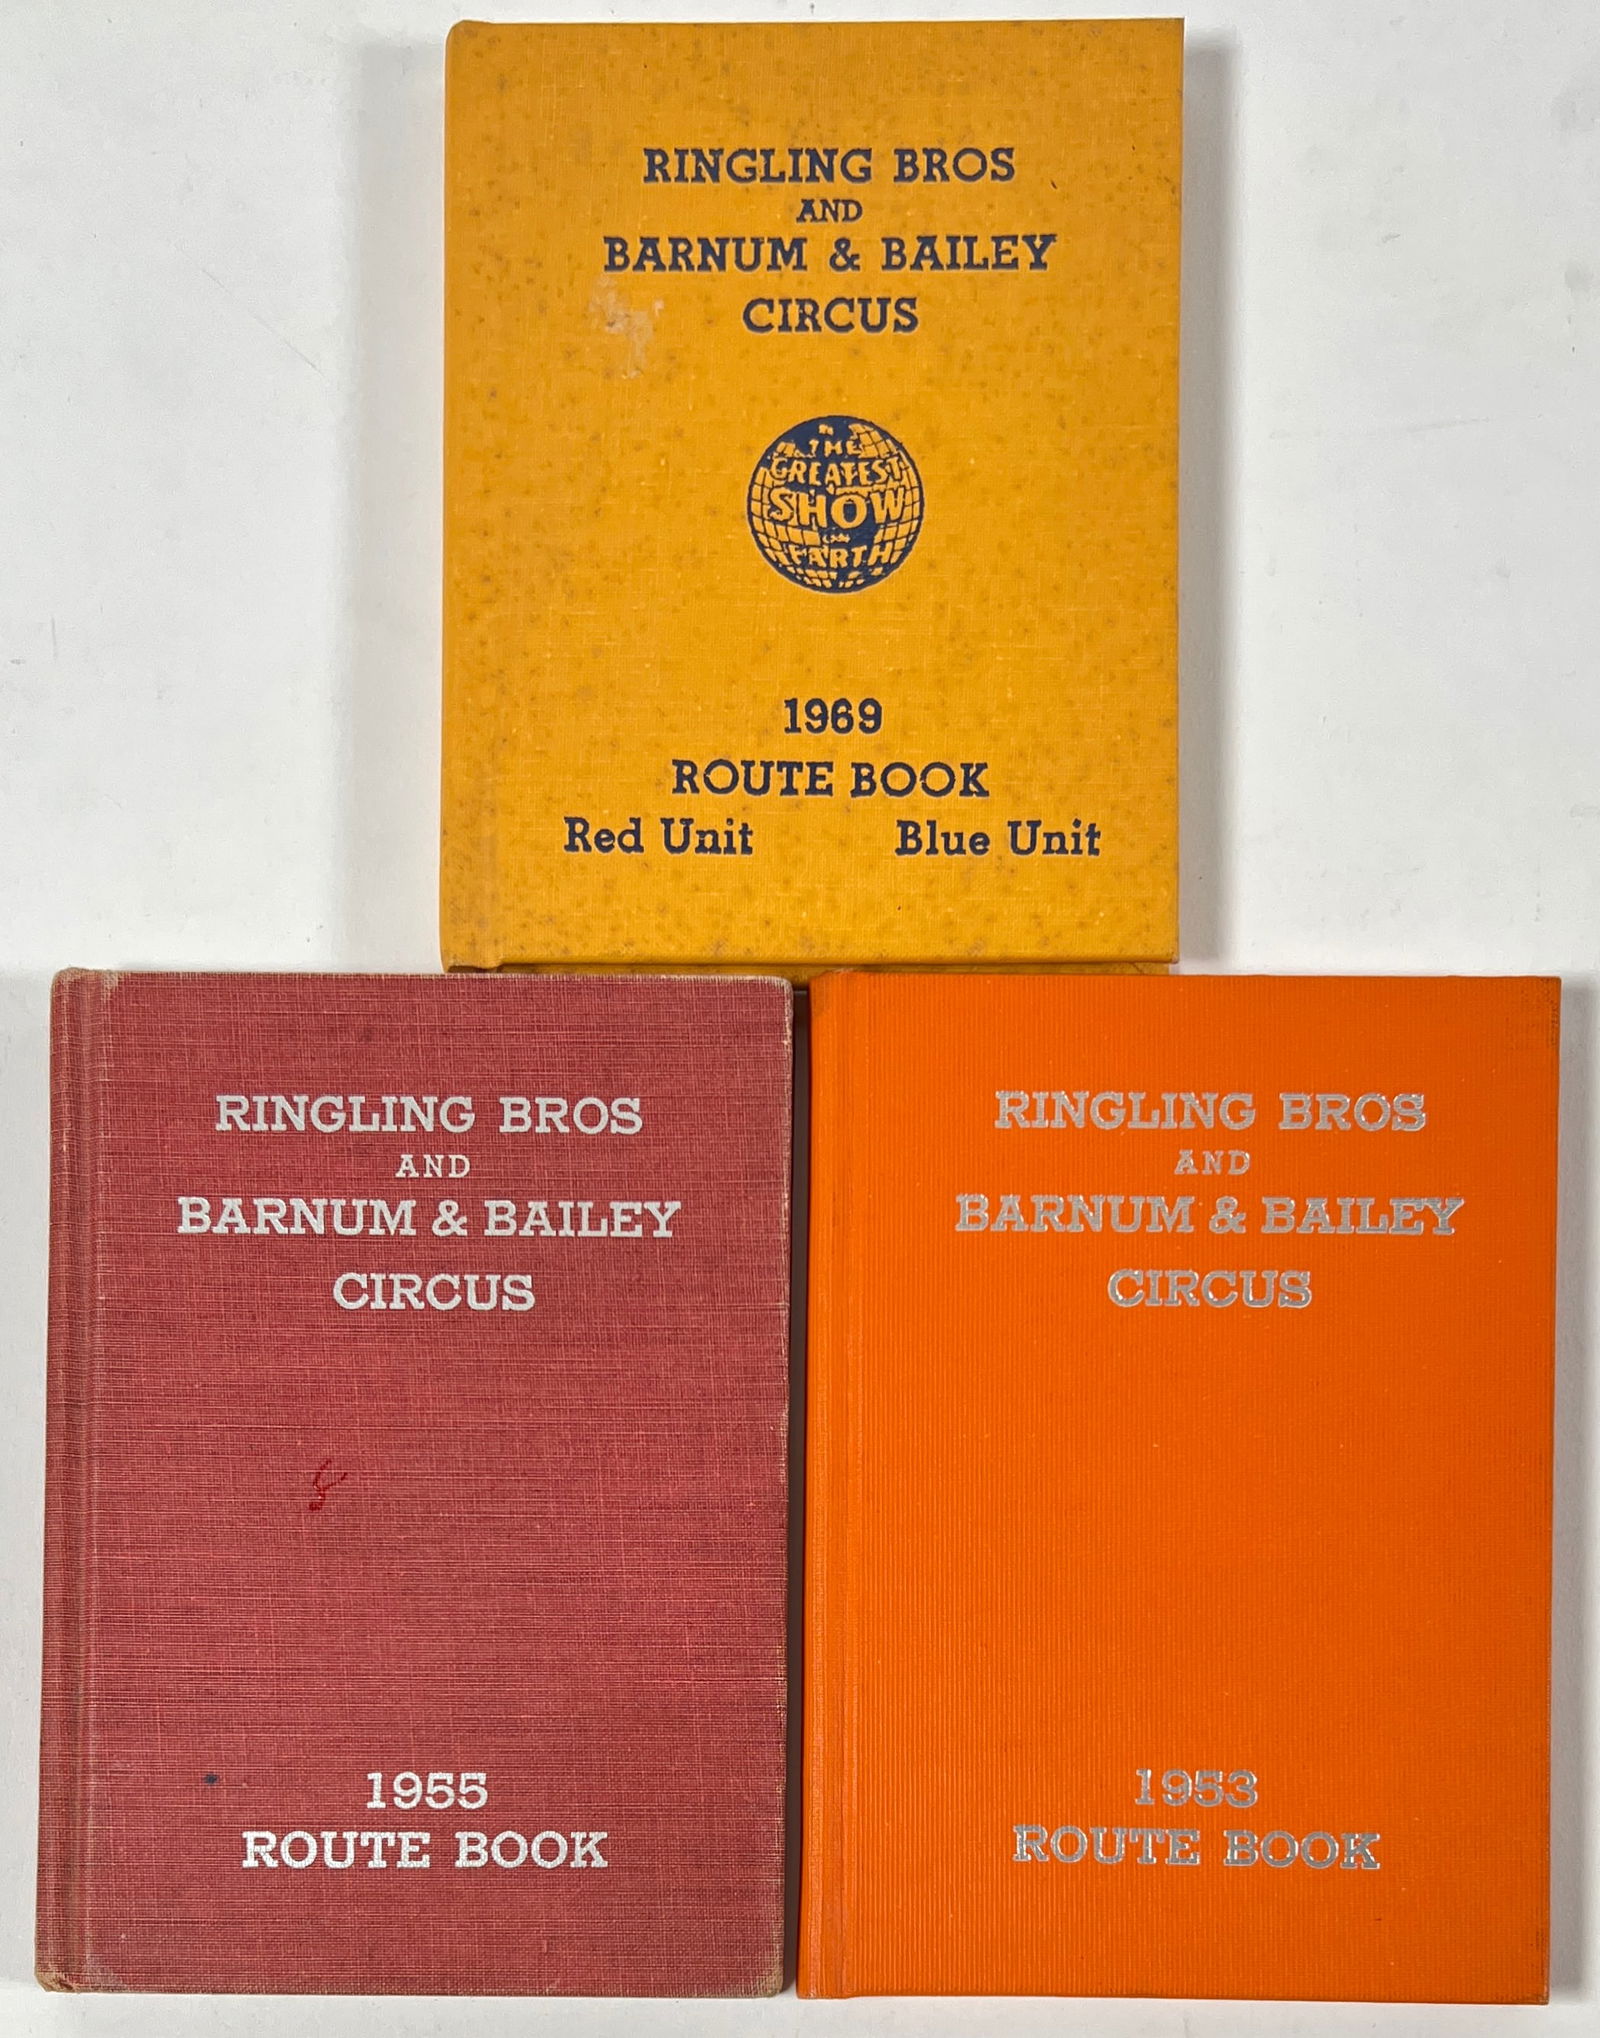 RINGLING BROS
AND
BARNUM & BAILEY
CIRCUS
THE
GREATEST
SHOW
ON
EARTH
1969
ROUTE BOOK
Red Unit Blue Unit
RINGLING BROS
AND
BARNUM & BAILEY
CIRCUS
1955
ROUTE BOOK
RINGLING BROS
AND
BARNUM & BAILEY
CIRCUS
1953
ROUTE BOOK